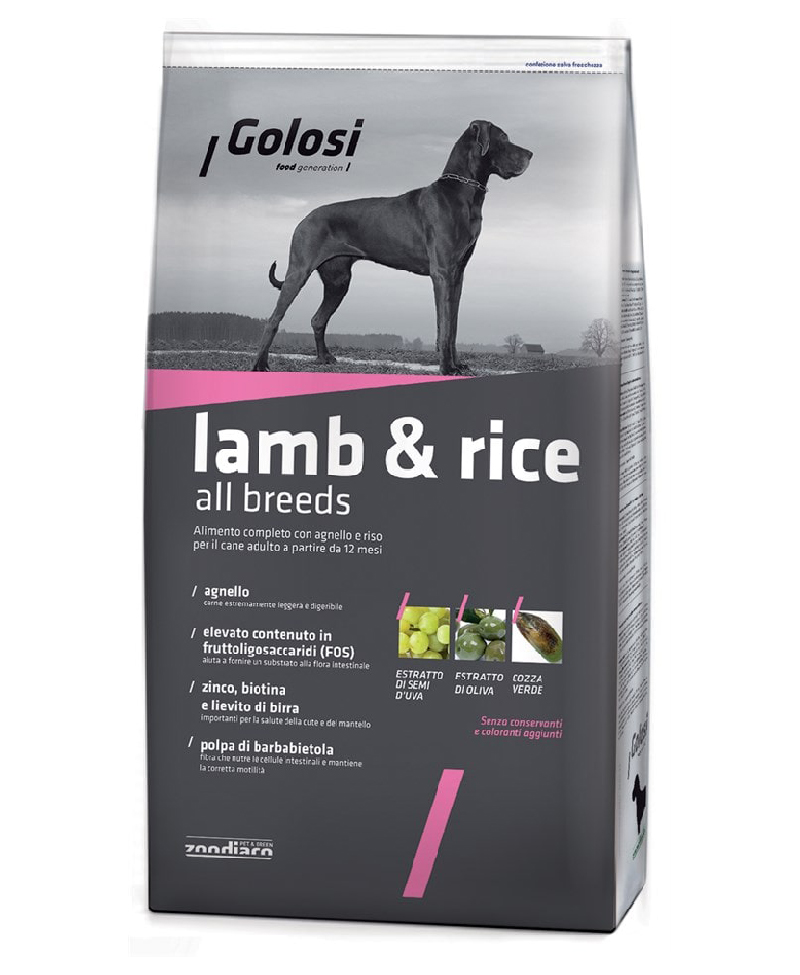 confezione salva freschezza
Golosi
food generation
lamb & rice
all breeds
Alimento completo con agnello e riso
per il cane adulto a partire da 12 mesi
/ agnello
carne estremamente leggera e digeribile
/ elevato contenuto in
fruttoligosaccaridi (FOS)
aiuta a fornire un substrato alla flora intestinale
/ zinco, biotina
e lievito di birra
importanti per la salute della cute e del mantello
/ polpa di barbabietola
fibra che nutre le cellule intestinali e mantiene
la corretta motilità
ESTRATTO
DI SEMI
D'UVA
ESTRATTO
DI OLIVA
COZZA
VERDE
Senza conservanti
e coloranti aggiunti
PET & GREEN
zoodiaco
Golosi